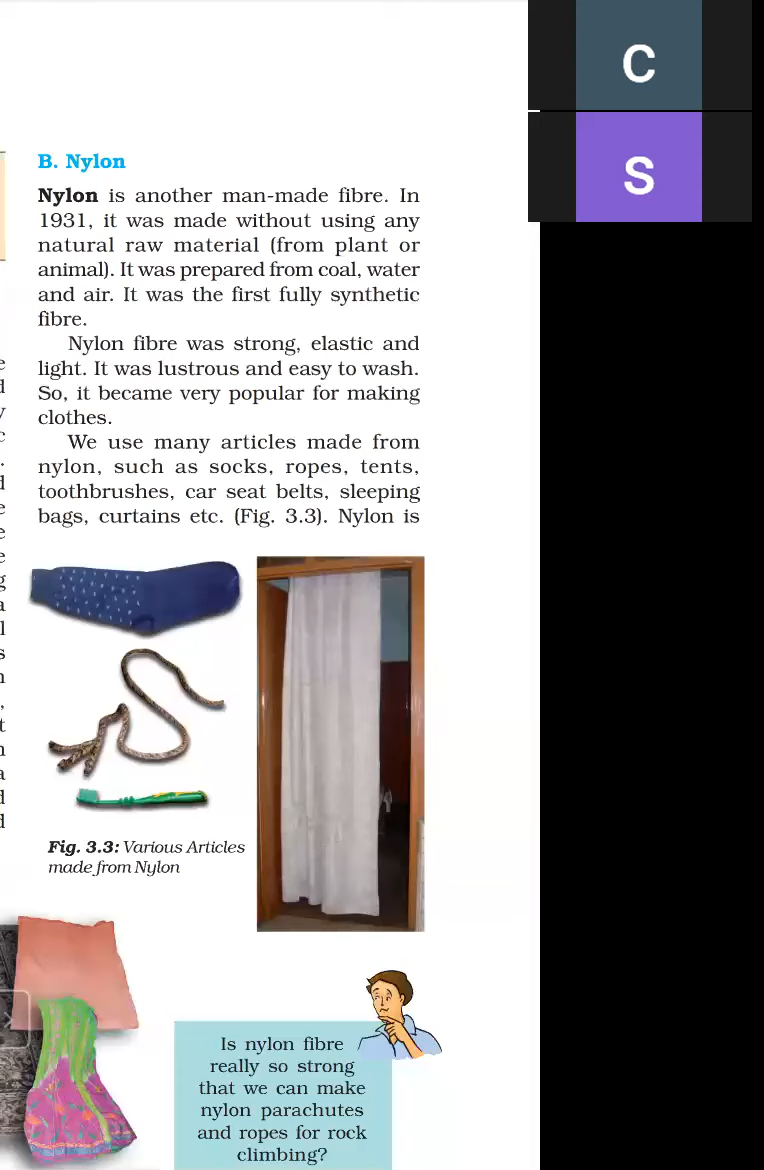 C
S
B. Nylon
Nylon is another man-made fibre. In
1931, it was made without using any
natural raw material (from plant or
animal). It was prepared from coal, water
and air. It was the first fully synthetic
fibre.
Nylon fibre was strong, elastic and
light. It was lustrous and easy to wash.
So, it became very popular for making
clothes.
We use many articles made from
nylon, such as socks, ropes, tents,
toothbrushes, car seat belts, sleeping
bags, curtains etc. (Fig. 3.3). Nylon is
Fig. 3.3: Various Articles
made from Nylon
Is nylon fibre
really so strong
that we can make
nylon parachutes
and ropes for rock
climbing?